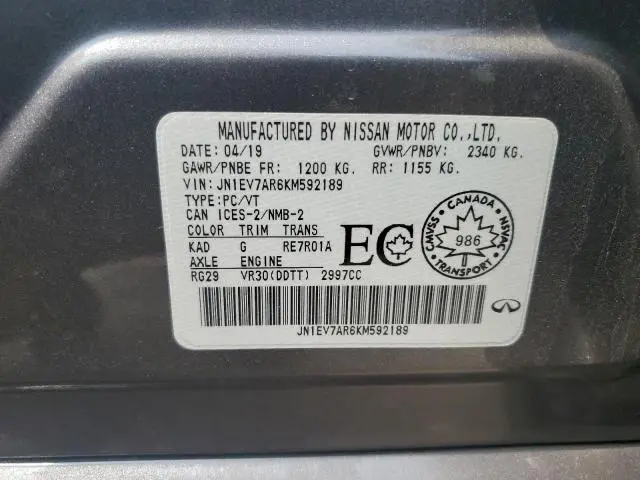 MANUFACTURED BY NISSAN MOTOR CO.,LTD.
DATE: 04/19 GVWR/PNBV: 2340 KG.
GAWR/PNBE FR: 1200 KG. RR: 1155 KG.
VIN: JN1EV7AR6KM592189
TYPE: PC/VT
CAN ICES-2/NMB-2
COLOR TRIM TRANS
KAD G RE7R01A
AXLE ENGINE
RG29 VR30(DDTT) 2997CC
EC
CMVSS CANADA NSVAC
986
TRANSPORT
JN1EV7AR6KM592189